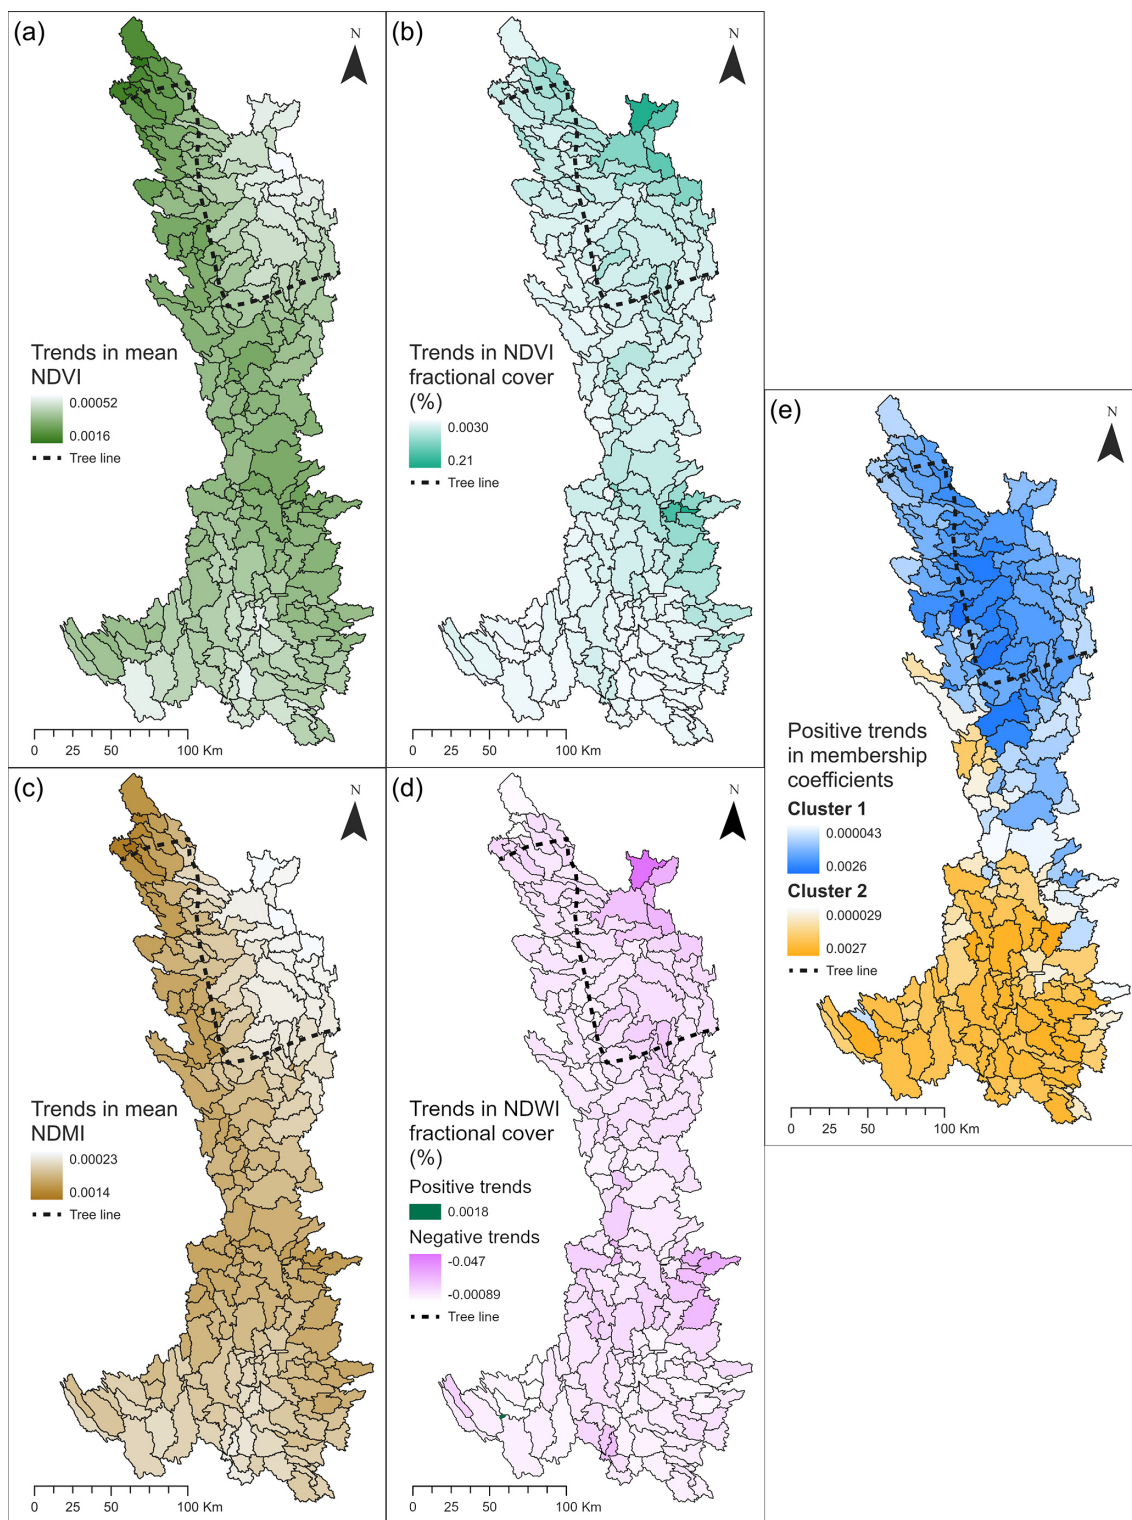 (a)
N
Trends in mean
NDVI
0.00052
0.0016
Tree line
0 25 50 100 Km
(b)
N
Trends in NDVI
fractional cover
(%)
0.0030
0.21
Tree line
0 25 50 100 Km
(c)
N
Trends in mean
NDMI
0.00023
0.0014
Tree line
0 25 50 100 Km
(d)
N
Trends in NDWI
fractional cover
(%)
Positive trends
0.0018
Negative trends
-0.047
-0.00089
Tree line
0 25 50 100 Km
(e)
N
Positive trends
in membership
coefficients
Cluster 1
0.000043
0.0026
Cluster 2
0.000029
0.0027
Tree line
0 25 50 100 Km